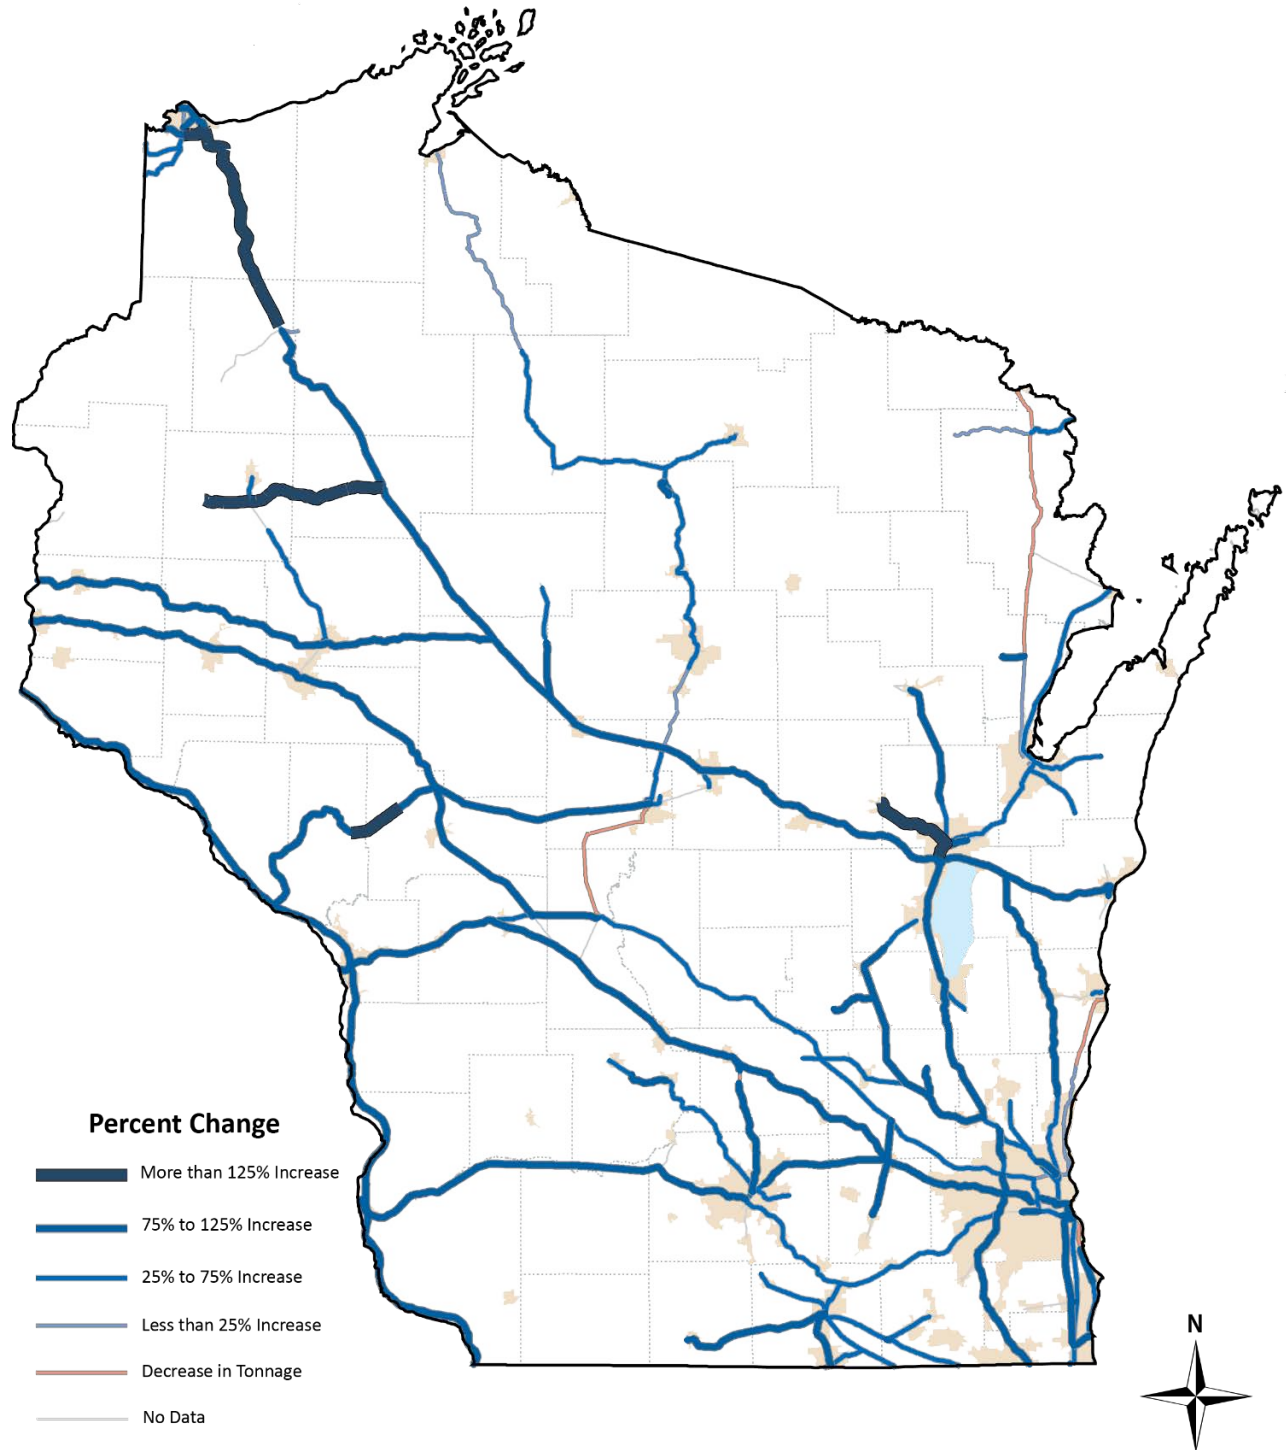 Percent Change
More than 125% Increase
75% to 125% Increase
25% to 75% Increase
Less than 25% Increase
Decrease in Tonnage
No Data
N